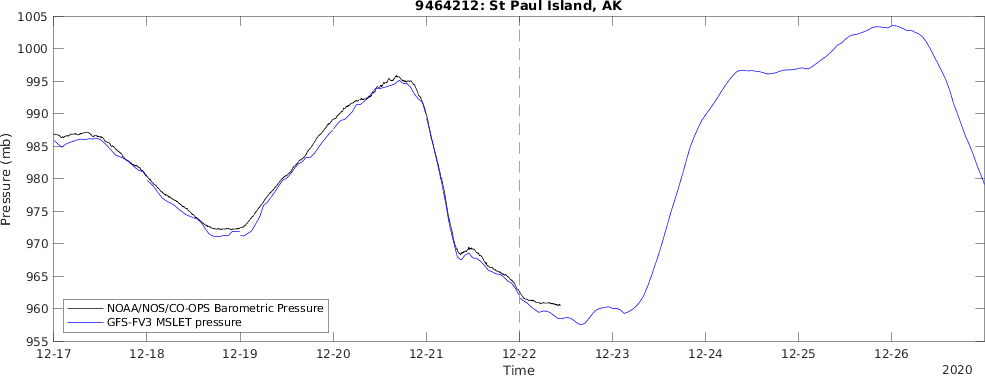 9464212: St Paul Island, AK
Pressure (mb)
1005
1000
995
990
985
980
975
970
965
960
955
NOAA/NOS/CO-OPS Barometric Pressure
GFS-FV3 MSLET pressure
12-17 12-18 12-19 12-20 12-21 12-22 12-23 12-24 12-25 12-26
Time
2020